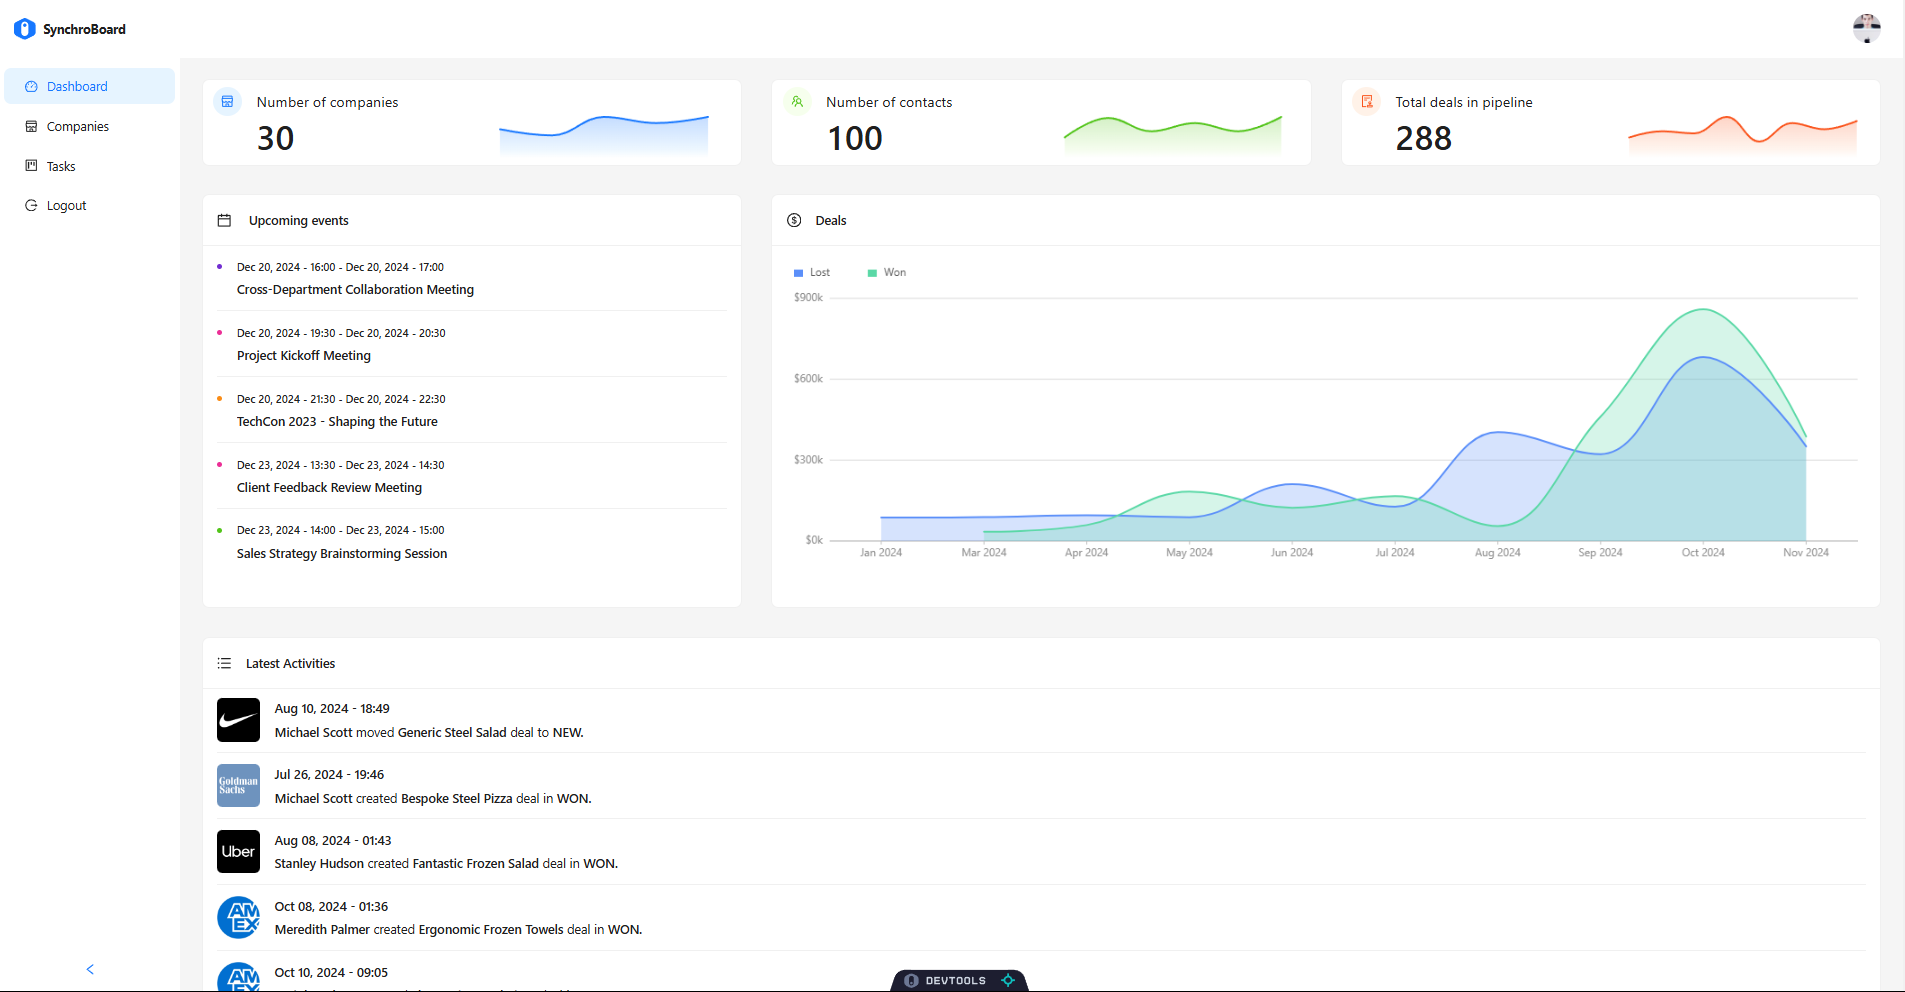 SynchroBoard
Dashboard
Companies
Tasks
Logout
Number of companies
30
Number of contacts
100
Total deals in pipeline
288
Upcoming events
Dec 20, 2024 - 16:00 - Dec 20, 2024 - 17:00
Cross-Department Collaboration Meeting
Dec 20, 2024 - 19:30 - Dec 20, 2024 - 20:30
Project Kickoff Meeting
Dec 20, 2024 - 21:30 - Dec 20, 2024 - 22:30
TechCon 2023 - Shaping the Future
Dec 23, 2024 - 13:30 - Dec 23, 2024 - 14:30
Client Feedback Review Meeting
Dec 23, 2024 - 14:00 - Dec 23, 2024 - 15:00
Sales Strategy Brainstorming Session
Deals
Lost Won
$900k
$600k
$300k
$0k
Jan 2024 Mar 2024 Apr 2024 May 2024 Jun 2024 Jul 2024 Aug 2024 Sep 2024 Oct 2024 Nov 2024
Latest Activities
Aug 10, 2024 - 18:49
Michael Scott moved Generic Steel Salad deal to NEW.
Goldman
Sachs
Jul 26, 2024 - 19:46
Michael Scott created Bespoke Steel Pizza deal in WON.
Uber
Aug 08, 2024 - 01:43
Stanley Hudson created Fantastic Frozen Salad deal in WON.
AM
EX
Oct 08, 2024 - 01:36
Meredith Palmer created Ergonomic Frozen Towels deal in WON.
AM
EX
Oct 10, 2024 - 09:05
DEVTOOLS